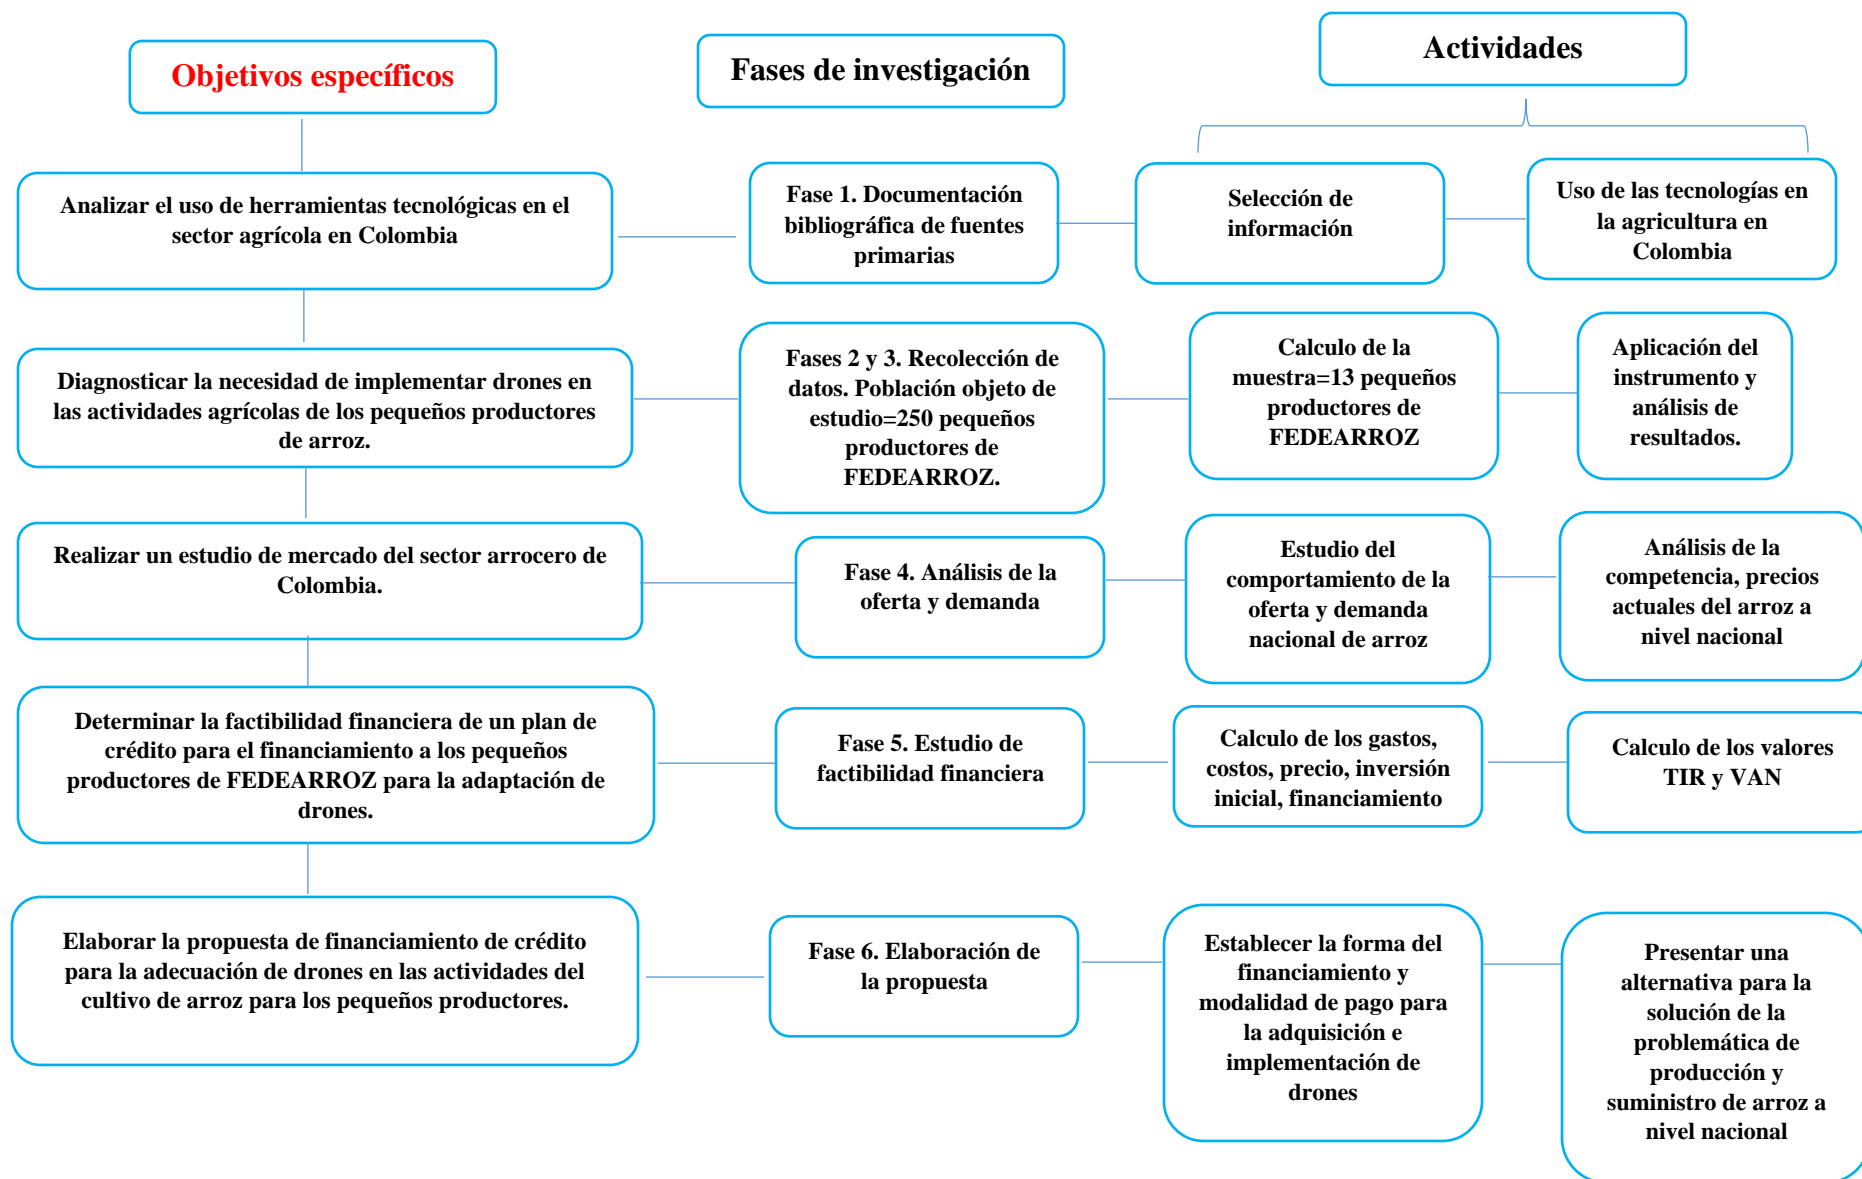 Objetivos específicos
Fases de investigación
Actividades
Analizar el uso de herramientas tecnológicas en el
sector agrícola en Colombia
Fase 1. Documentación
bibliográfica de fuentes
primarias
Selección de
información
Uso de las tecnologías en
la agricultura en
Colombia
Diagnosticar la necesidad de implementar drones en
las actividades agrícolas de los pequeños productores
de arroz.
Fases 2 y 3. Recolección de
datos. Población objeto de
estudio=250 pequeños
productores de
FEDEARROZ.
Calculo de la
muestra=13 pequeños
productores de
FEDEARROZ
Aplicación del
instrumento y
análisis de
resultados.
Realizar un estudio de mercado del sector arrocero de
Colombia.
Fase 4. Análisis de la
oferta y demanda
Estudio del
comportamiento de la
oferta y demanda
nacional de arroz
Análisis de la
competencia, precios
actuales del arroz a
nivel nacional
Determinar la factibilidad financiera de un plan de
crédito para el financiamiento a los pequeños
productores de FEDEARROZ para la adaptación de
drones.
Fase 5. Estudio de
factibilidad financiera
Calculo de los gastos,
costos, precio, inversión
inicial, financiamiento
Calculo de los valores
TIR y VAN
Elaborar la propuesta de financiamiento de crédito
para la adecuación de drones en las actividades del
cultivo de arroz para los pequeños productores.
Fase 6. Elaboración de
la propuesta
Establecer la forma del
financiamiento y
modalidad de pago para
la adquisición e
implementación de
drones
Presentar una
alternativa para la
solución de la
problemática de
producción y
suministro de arroz a
nivel nacional